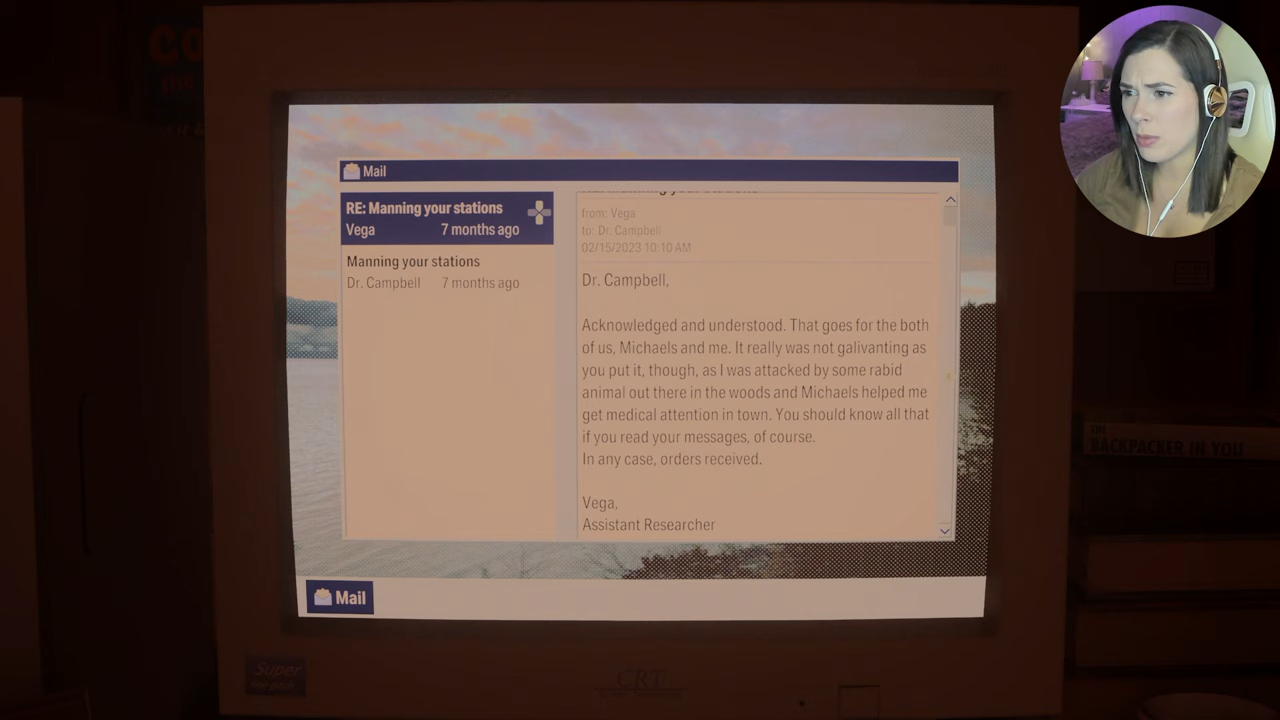 Mail
RE: Manning your stations
Vega 7 months ago
Manning your stations
Dr. Campbell 7 months ago
from: Vega
to: Dr. Campbell
02/15/2023 10:10 AM
Dr. Campbell,
Acknowledged and understood. That goes for the both
of us, Michaels and me. It really was not galivanting as
you put it, though, as I was attacked by some rabid
animal out there in the woods and Michaels helped me
get medical attention in town. You should know all that
if you read your messages, of course.
In any case, orders received.
Vega,
Assistant Researcher
Mail
Super
CRT
BACKPACKER IN YOU